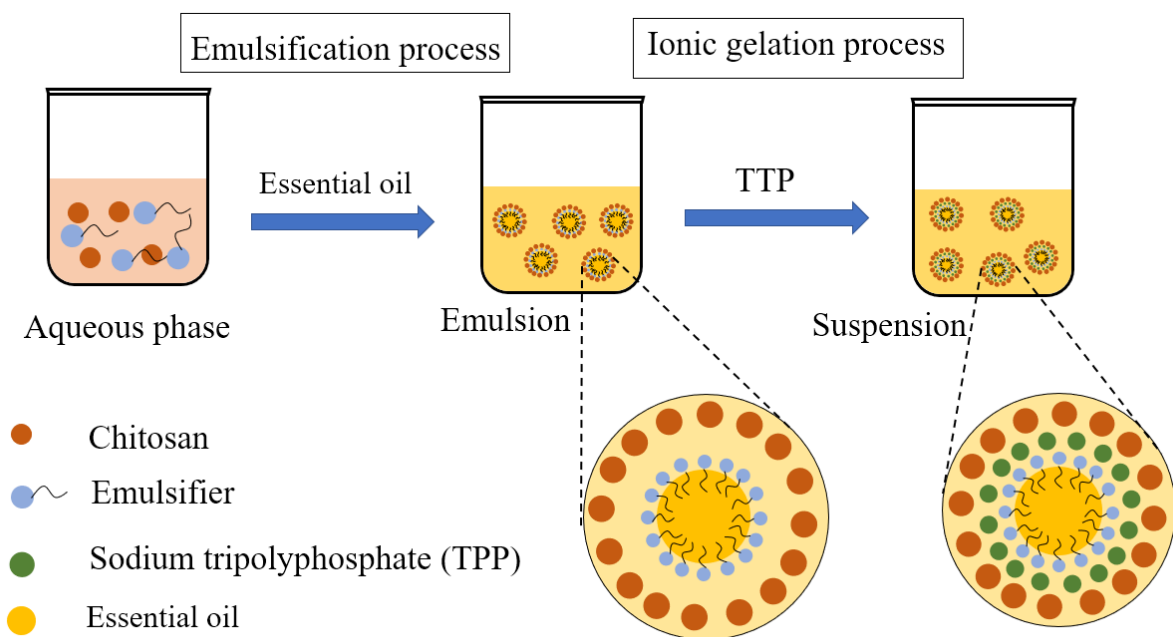 Emulsification process
Ionic gelation process
Essential oil
TTP
Aqueous phase
Emulsion
Suspension
Chitosan
Emulsifier
Sodium tripolyphosphate (TPP)
Essential oil